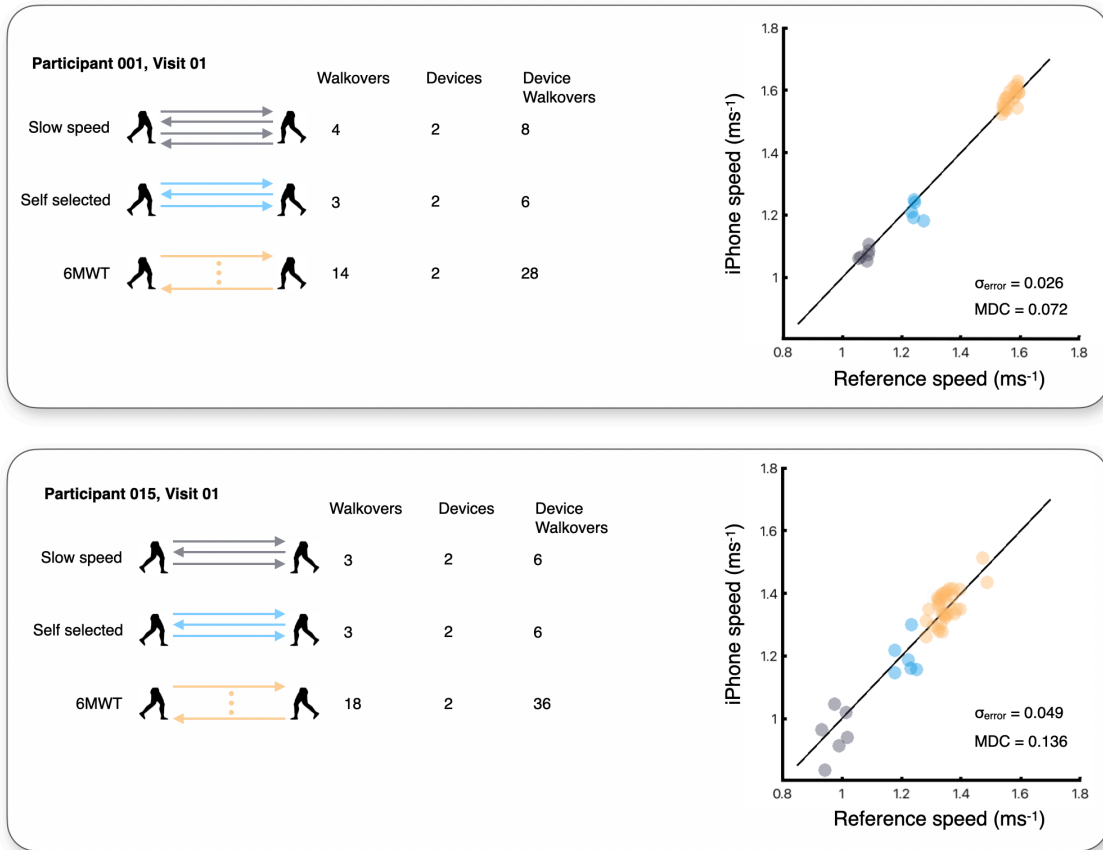 Participant 001, Visit 01
Walkovers Devices Device Walkovers
Slow speed 4 2 8
Self selected 3 2 6
6MWT 14 2 28
iPhone speed (ms⁻¹)
1.8
1.6
1.4
1.2
1
σerror = 0.026
MDC = 0.072
0.8 1 1.2 1.4 1.6 1.8
Reference speed (ms⁻¹)
Participant 015, Visit 01
Walkovers Devices Device Walkovers
Slow speed 3 2 6
Self selected 3 2 6
6MWT 18 2 36
iPhone speed (ms⁻¹)
1.8
1.6
1.4
1.2
1
σerror = 0.049
MDC = 0.136
0.8 1 1.2 1.4 1.6 1.8
Reference speed (ms⁻¹)